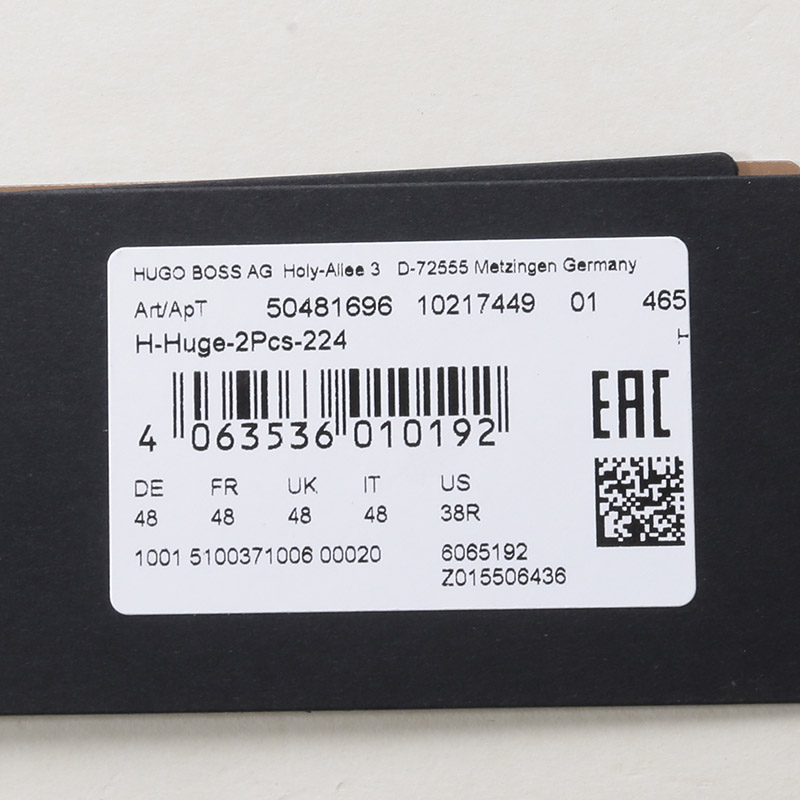 HUGO BOSS AG Holy-Allee 3 D-72555 Metzingen Germany
Art/ApT 50481696 10217449 01 465
H-Huge-2Pcs-224
EAC
4 063536 010192
DE FR UK IT US
48 48 48 48 38R
1001 5100371006 00020 6065192
Z015506436